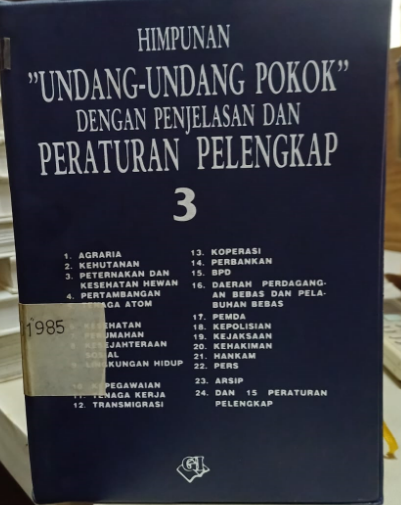 HIMPUNAN
"UNDANG-UNDANG POKOK"
DENGAN PENJELASAN DAN
PERATURAN PELENGKAP
3
1. AGRARIA
2. KEHUTANAN
3. PETERNAKAN DAN
KESEHATAN HEWAN
4. PERTAMBANGAN
TENAGA ATOM
1985
KESEHATAN
PERUMAHAN
KESEJAHTERAAN
SOSIAL
LINGKUNGAN HIDUP
10. KEPEGAWAIAN
11. TENAGA KERJA
12. TRANSMIGRASI
13. KOPERASI
14. PERBANKAN
15. BPD
16. DAERAH PERDAGANG-
AN BEBAS DAN PELA-
BUHAN BEBAS
17. PEMDA
18. KEPOLISIAN
19. KEJAKSAAN
20. KEHAKIMAN
21. HANKAM
22. PERS
23. ARSIP
24. DAN 15 PERATURAN
PELENGKAP
GI